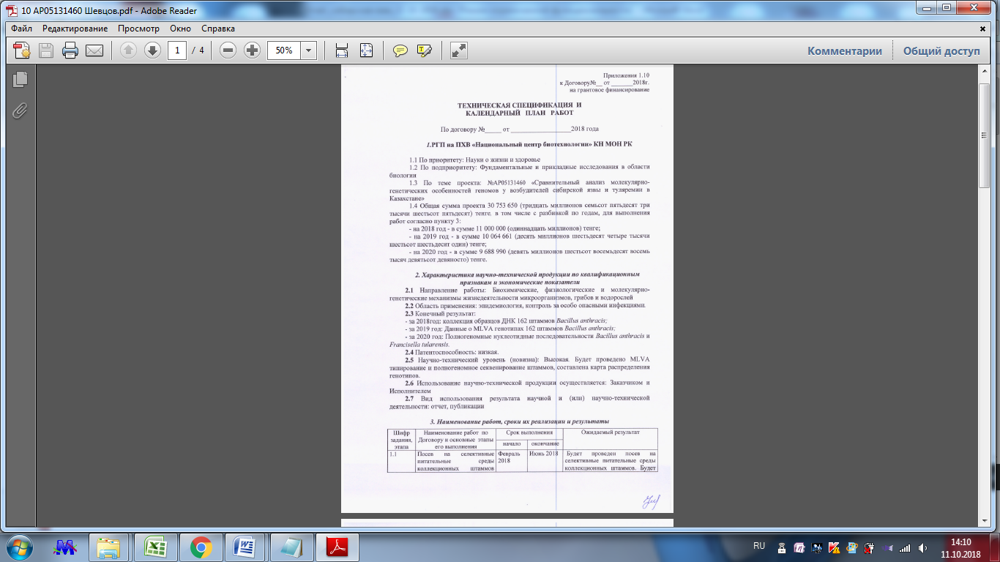 10 AP05131460 Шевцов.pdf - Adobe Reader
Файл Редактирование Просмотр Окно Справка
1 / 4 50% Комментарии Общий доступ
Приложения 1.10
к Договору№__ от _______2018г.
на грантовое финансирование
ТЕХНИЧЕСКАЯ СПЕЦИФИКАЦИЯ И
КАЛЕНДАРНЫЙ ПЛАН РАБОТ
По договору №_____ от ___________________2018 года
1.РГП на ПХВ «Национальный центр биотехнологии» КН МОН РК
1.1 По приоритету: Науки о жизни и здоровье
1.2 По подприоритету: Фундаментальные и прикладные исследования в области
биологии
1.3 По теме проекта: №АР05131460 «Сравнительный анализ молекулярно-
генетических особенностей геномов у возбудителей сибирской язвы и туляремии в
Казахстане»
1.4 Общая сумма проекта 30 753 650 (тридцать миллионов семьсот пятьдесят три
тысячи шестьсот пятьдесят) тенге, в том числе с разбивкой по годам, для выполнения
работ согласно пункту 3:
- на 2018 год - в сумме 11 000 000 (одиннадцать миллионов) тенге;
- на 2019 год - в сумме 10 064 661 (десять миллионов шестьдесят четыре тысячи
шестьсот шестьдесят один) тенге;
- на 2020 год - в сумме 9 688 990 (девять миллионов шестьсот восемьдесят восемь
тысяч девятьсот девяносто) тенге.
2. Характеристика научно-технической продукции по квалификационным
признакам и экономические показатели
2.1 Направление работы: Биохимические, физиологические и молекулярно-
генетические механизмы жизнедеятельности микроорганизмов, грибов и водорослей
2.2 Область применения: эпидемиология, контроль за особо опасными инфекциями.
2.3 Конечный результат:
- за 2018год: коллекция образцов ДНК 162 штаммов Bacillus anthracis;
- за 2019 год: Данные о MLVA генотипах 162 штаммов Bacillus anthracis;
- за 2020 год: Полногеномные нуклеотидные последовательности Bacillus anthracis и
Francisella tularensis.
2.4 Патентоспособность: низкая.
2.5 Научно-технический уровень (новизна): Высокая. Будет проведено MLVA
типирование и полногеномное секвенирование штаммов, составлена карта распределения
генотипов.
2.6 Использование научно-технической продукции осуществляется: Заказчиком и
Исполнителем
2.7 Вид использования результата научной и (или) научно-технической
деятельности: отчет, публикации
3. Наименование работ, сроки их реализации и результаты
Шифр Наименование работ по Срок выполнения Ожидаемый результат
задания, Договору и основные этапы
этапа его выполнения начало окончание
1.1 Посев на селективные Февраль Июнь 2018 Будет проведен посев на
питательные среды 2018 селективные питательные среды
коллекционных штаммов коллекционных штаммов. Будет
RU 14:10
11.10.2018